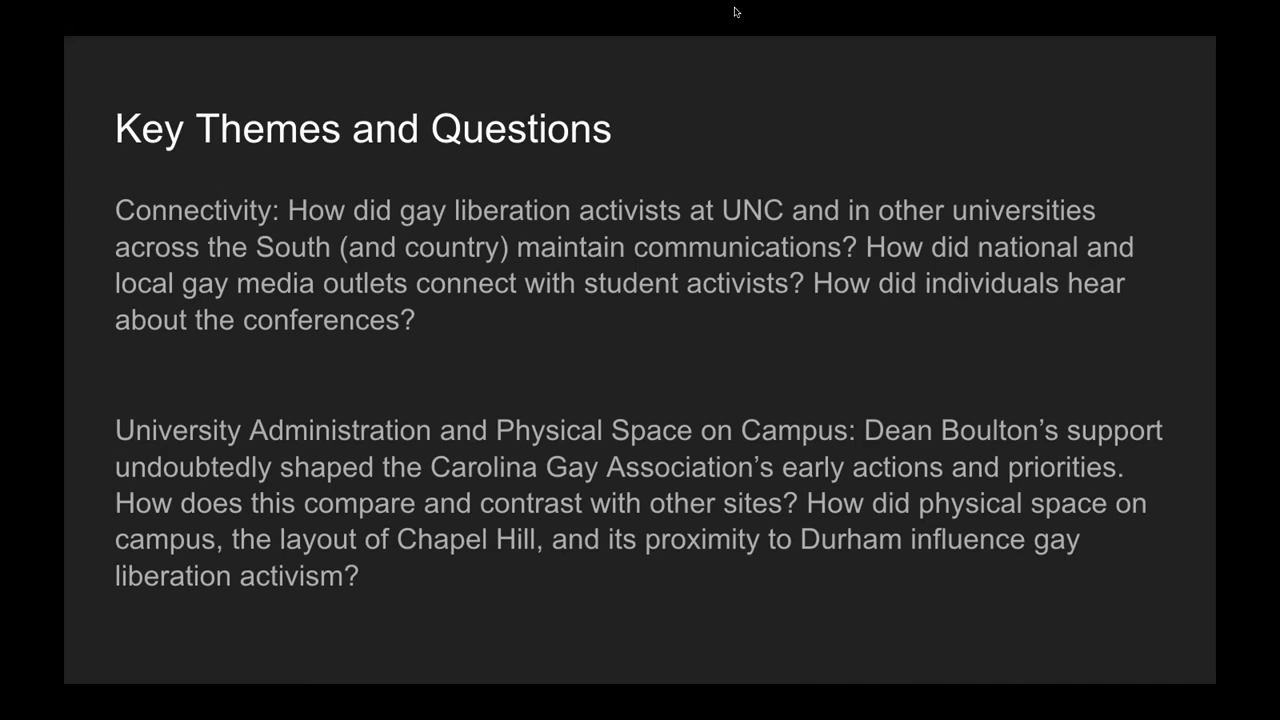 Key Themes and Questions
Connectivity: How did gay liberation activists at UNC and in other universities
across the South (and country) maintain communications? How did national and
local gay media outlets connect with student activists? How did individuals hear
about the conferences?
University Administration and Physical Space on Campus: Dean Boulton’s support
undoubtedly shaped the Carolina Gay Association’s early actions and priorities.
How does this compare and contrast with other sites? How did physical space on
campus, the layout of Chapel Hill, and its proximity to Durham influence gay
liberation activism?